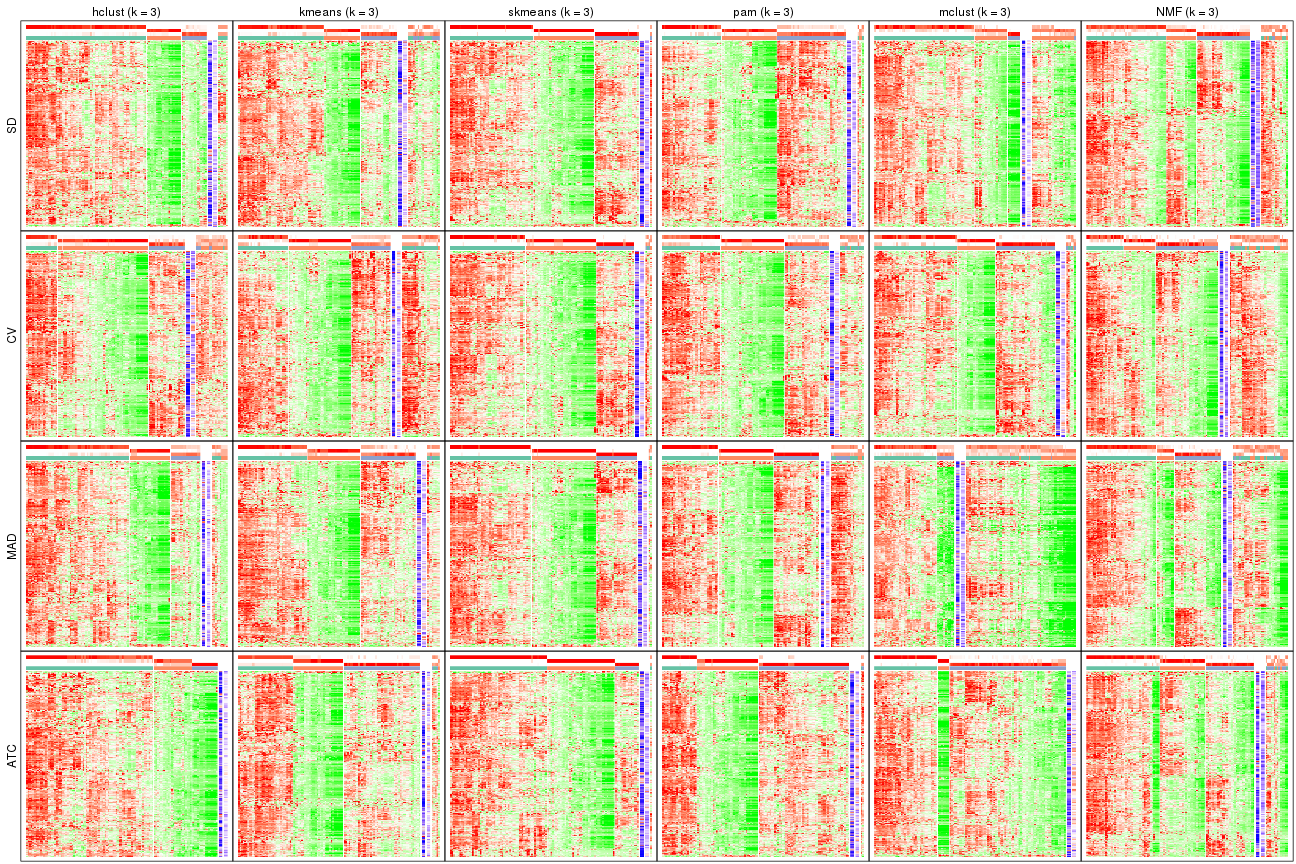 hclust (k = 3) kmeans (k = 3) skmeans (k = 3) pam (k = 3) mclust (k = 3) NMF (k = 3)
SD
CV
MAD
ATC